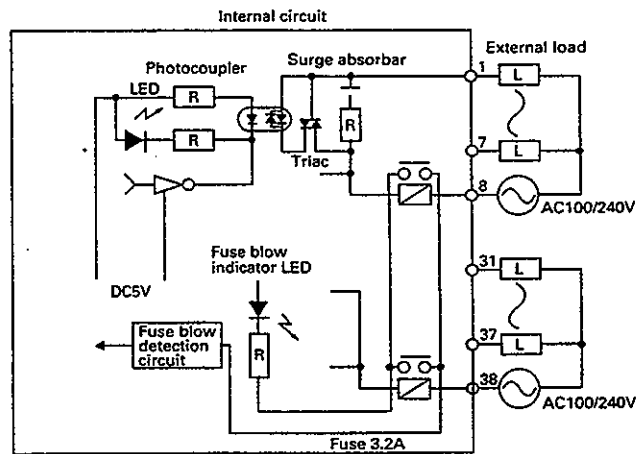 Internal circuit
Surge absorbar
External load
Photocoupler
LED
R
R
R
Triac
1
L
7
L
8
AC100/240V
DC5V
Fuse blow
indicator LED
R
Fuse blow
detection
circuit
31
L
37
L
38
AC100/240V
Fuse 3.2A